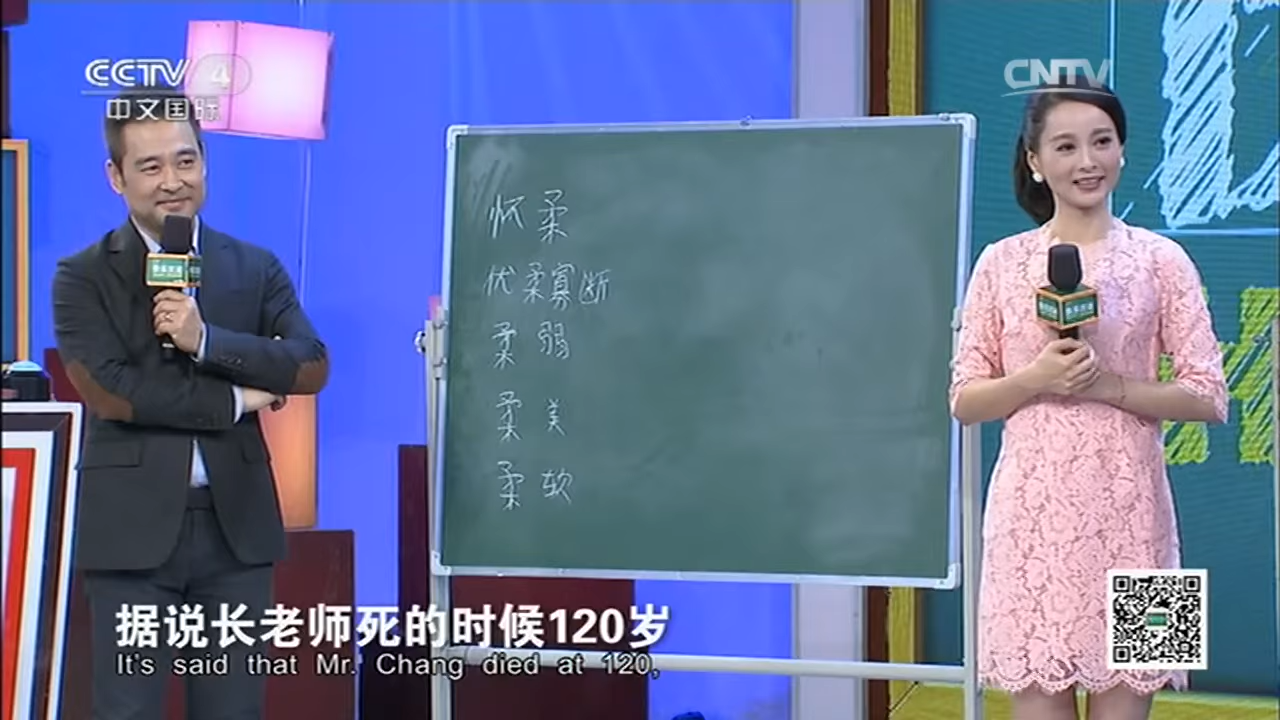 CCTV 4
中文国际
CNTV
怀柔
优柔寡断
柔弱
柔美
柔软
据说长老师死的时候120岁
It's said that Mr. Chang died at 120,